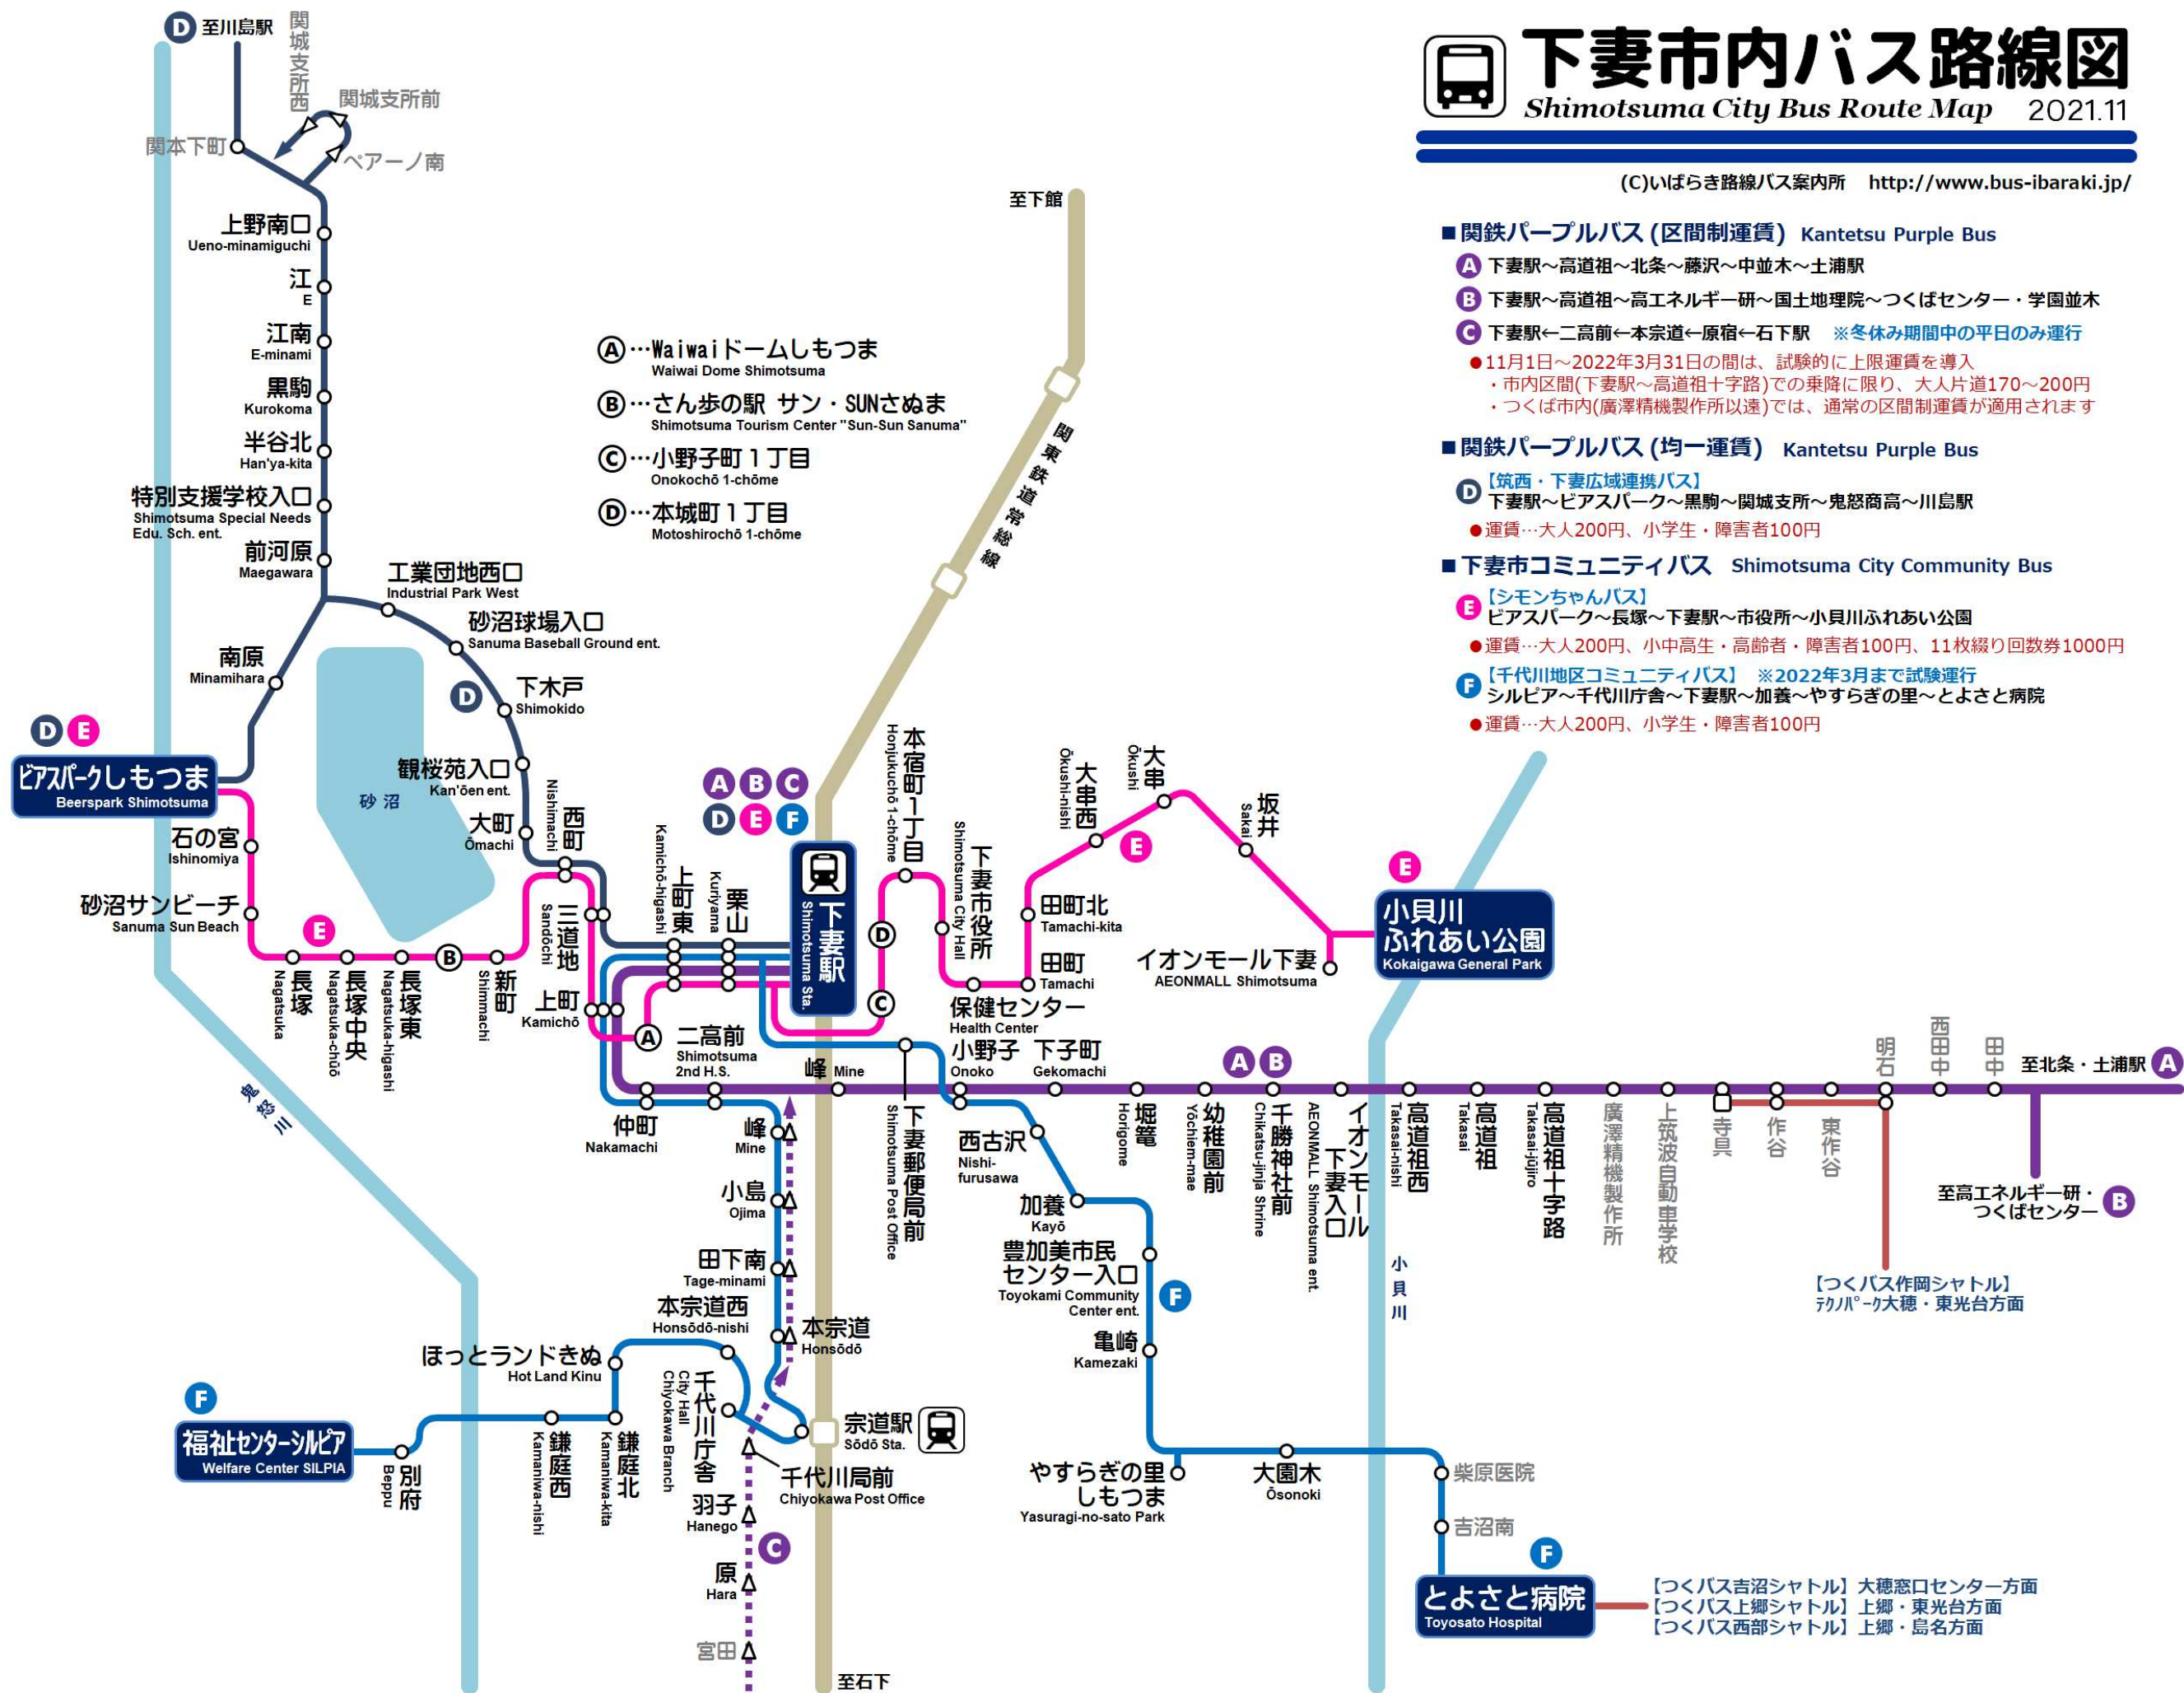 下妻市内バス路線図
Shimotsuma City Bus Route Map 2021.11
(C)いばらき路線バス案内所 http://www.bus-ibaraki.jp/
■関鉄パープルバス(区間制運賃) Kantetsu Purple Bus
A 下妻駅～高道祖～北条～藤沢～中並木～土浦駅
B 下妻駅～高道祖～高エネルギー研～国土地理院～つくばセンター・学園並木
C 下妻駅←二高前←本宗道←原宿←石下駅 ※冬休み期間中の平日のみ運行
●11月1日～2022年3月31日の間は、試験的に上限運賃を導入
・市内区間(下妻駅～高道祖十字路)での乗降に限り、大人片道170～200円
・つくば市内(廣澤精機製作所以遠)では、通常の区間制運賃が適用されます
■関鉄パープルバス(均一運賃) Kantetsu Purple Bus
D 【筑西・下妻広域連携バス】
下妻駅～ビアスパーク～黒駒～関城支所～鬼怒商高～川島駅
●運賃…大人200円、小学生・障害者100円
■下妻市コミュニティバス Shimotsuma City Community Bus
E 【シモンちゃんバス】
ビアスパーク～長塚～下妻駅～市役所～小貝川ふれあい公園
●運賃…大人200円、小中高生・高齢者・障害者100円、11枚綴り回数券1000円
F 【千代川地区コミュニティバス】 ※2022年3月まで試験運行
シルピア～千代川庁舎～下妻駅～加養～やすらぎの里～とよさと病院
●運賃…大人200円、小学生・障害者100円
D 至川島駅
関城支所西
関城支所前
関本下町
ペアーノ南
上野南口
Ueno-minamiguchi
江
E
江南
E-minami
黒駒
Kurokoma
半谷北
Han'ya-kita
特別支援学校入口
Shimotsuma Special Needs
Edu. Sch. ent.
前河原
Maegawara
工業団地西口
Industrial Park West
砂沼球場入口
Sanuma Baseball Ground ent.
南原
Minamihara
D
下木戸
Shimokido
観桜苑入口
Kan'ōen ent.
大町
Ōmachi
砂沼
A…Waiwaiドームしもつま
Waiwai Dome Shimotsuma
B…さん歩の駅 サン・SUNさぬま
Shimotsuma Tourism Center "Sun-Sun Sanuma"
C…小野子町1丁目
Onokochō 1-chōme
D…本城町1丁目
Motoshirochō 1-chōme
至下館
関東鉄道常総線
D E
ビアスパークしもつま
Beerspark Shimotsuma
石の宮
Ishinomiya
砂沼サンビーチ
Sanuma Sun Beach
E
長塚
Nagatsuka
長塚中央
Nagatsuka-chūō
長塚東
Nagatsuka-higashi
B
新町
Shimmachi
西町
Nishimachi
三道地
Sandōchi
上町
Kamichō
A
上町東
Kamichō-higashi
栗山
Kuriyama
A B C
D E F
下妻駅
Shimotsuma Sta.
D
C
本宿町1丁目
Honjukuchō 1-chōme
下妻市役所
Shimotsuma City Hall
保健センター
Health Center
田町
Tamachi
田町北
Tamachi-kita
大串西
Ōkushi-nishi
大串
Ōkushi
E
坂井
Sakai
イオンモール下妻
AEONMALL Shimotsuma
E
小貝川
ふれあい公園
Kokaigawa General Park
二高前
Shimotsuma
2nd H.S.
仲町
Nakamachi
峰 Mine
小野子
Onoko
下子町
Gekomachi
A B
堀篭
Horigome
幼稚園前
Yōchiem-mae
千勝神社前
Chikatsu-jinja Shrine
イオンモール
下妻入口
AEONMALL Shimotsuma ent.
高道祖西
Takasai-nishi
高道祖
Takasai
高道祖十字路
Takasai-jūjiro
廣澤精機製作所
上筑波自動車学校
寺具
作谷
東作谷
明石
西田中
田中
至北条・土浦駅 A
至高エネルギー研・
つくばセンター B
【つくバス作岡シャトル】
ﾃｸﾉﾊﾟｰｸ大穂・東光台方面
下妻郵便局前
Shimotsuma Post Office
西古沢
Nishi-
furusawa
加養
Kayō
豊加美市民
センター入口
Toyokami Community
Center ent.
F
亀崎
Kamezaki
やすらぎの里
しもつま
Yasuragi-no-sato Park
大園木
Ōsonoki
柴原医院
吉沼南
F
とよさと病院
Toyosato Hospital
【つくバス吉沼シャトル】大穂窓口センター方面
【つくバス上郷シャトル】上郷・東光台方面
【つくバス西部シャトル】上郷・島名方面
鬼怒川
小貝川
峰
Mine
小島
Ojima
田下南
Tage-minami
本宗道
Honsōdō
本宗道西
Honsōdō-nishi
千代川庁舎
Chiyokawa Branch
City Hall
宗道駅
Sōdō Sta.
千代川局前
Chiyokawa Post Office
ほっとランドきぬ
Hot Land Kinu
鎌庭北
Kamaniwa-kita
鎌庭西
Kamaniwa-nishi
別府
Beppu
F
福祉センターシルピア
Welfare Center SILPIA
羽子
Hanego
C
原
Hara
宮田
至石下